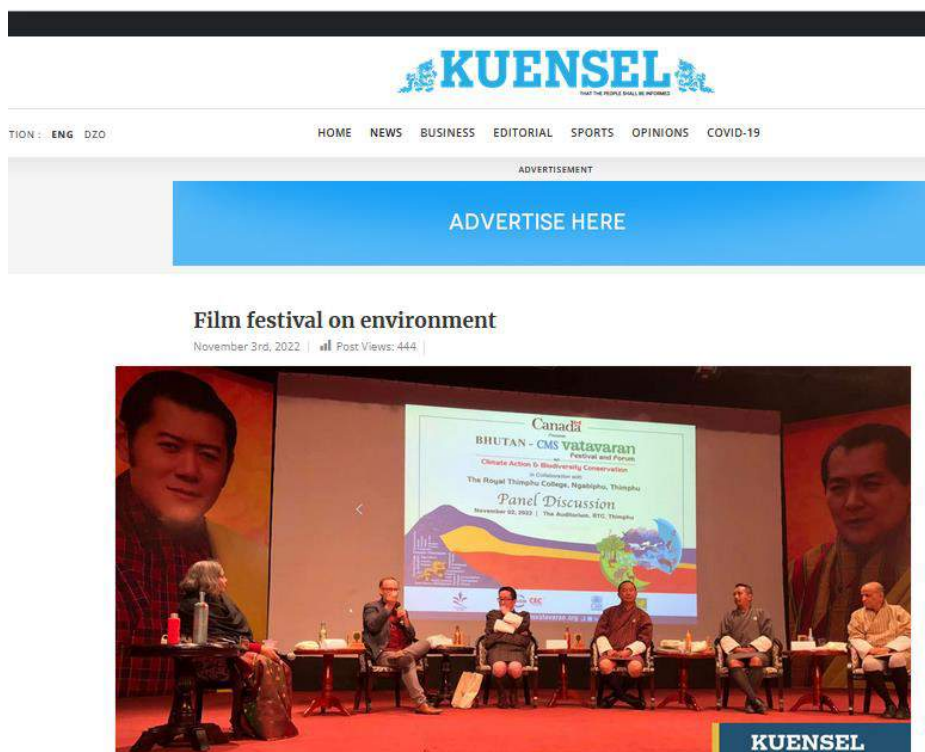 KUENSEL
THAT THE PEOPLE SHALL BE INFORMED
TION : ENG DZO
HOME NEWS BUSINESS EDITORIAL SPORTS OPINIONS COVID-19
ADVERTISEMENT
ADVERTISE HERE
Film festival on environment
November 3rd, 2022 Post Views: 444
Canada
Presents
BHUTAN - CMS vatavaran
Festival and Forum
on
Climate Action & Biodiversity Conservation
in Collaboration with
The Royal Thimphu College, Ngabiphu, Thimphu
Panel Discussion
November 02, 2022 | The Auditorium, RTC, Thimphu
CEC
KUENSEL